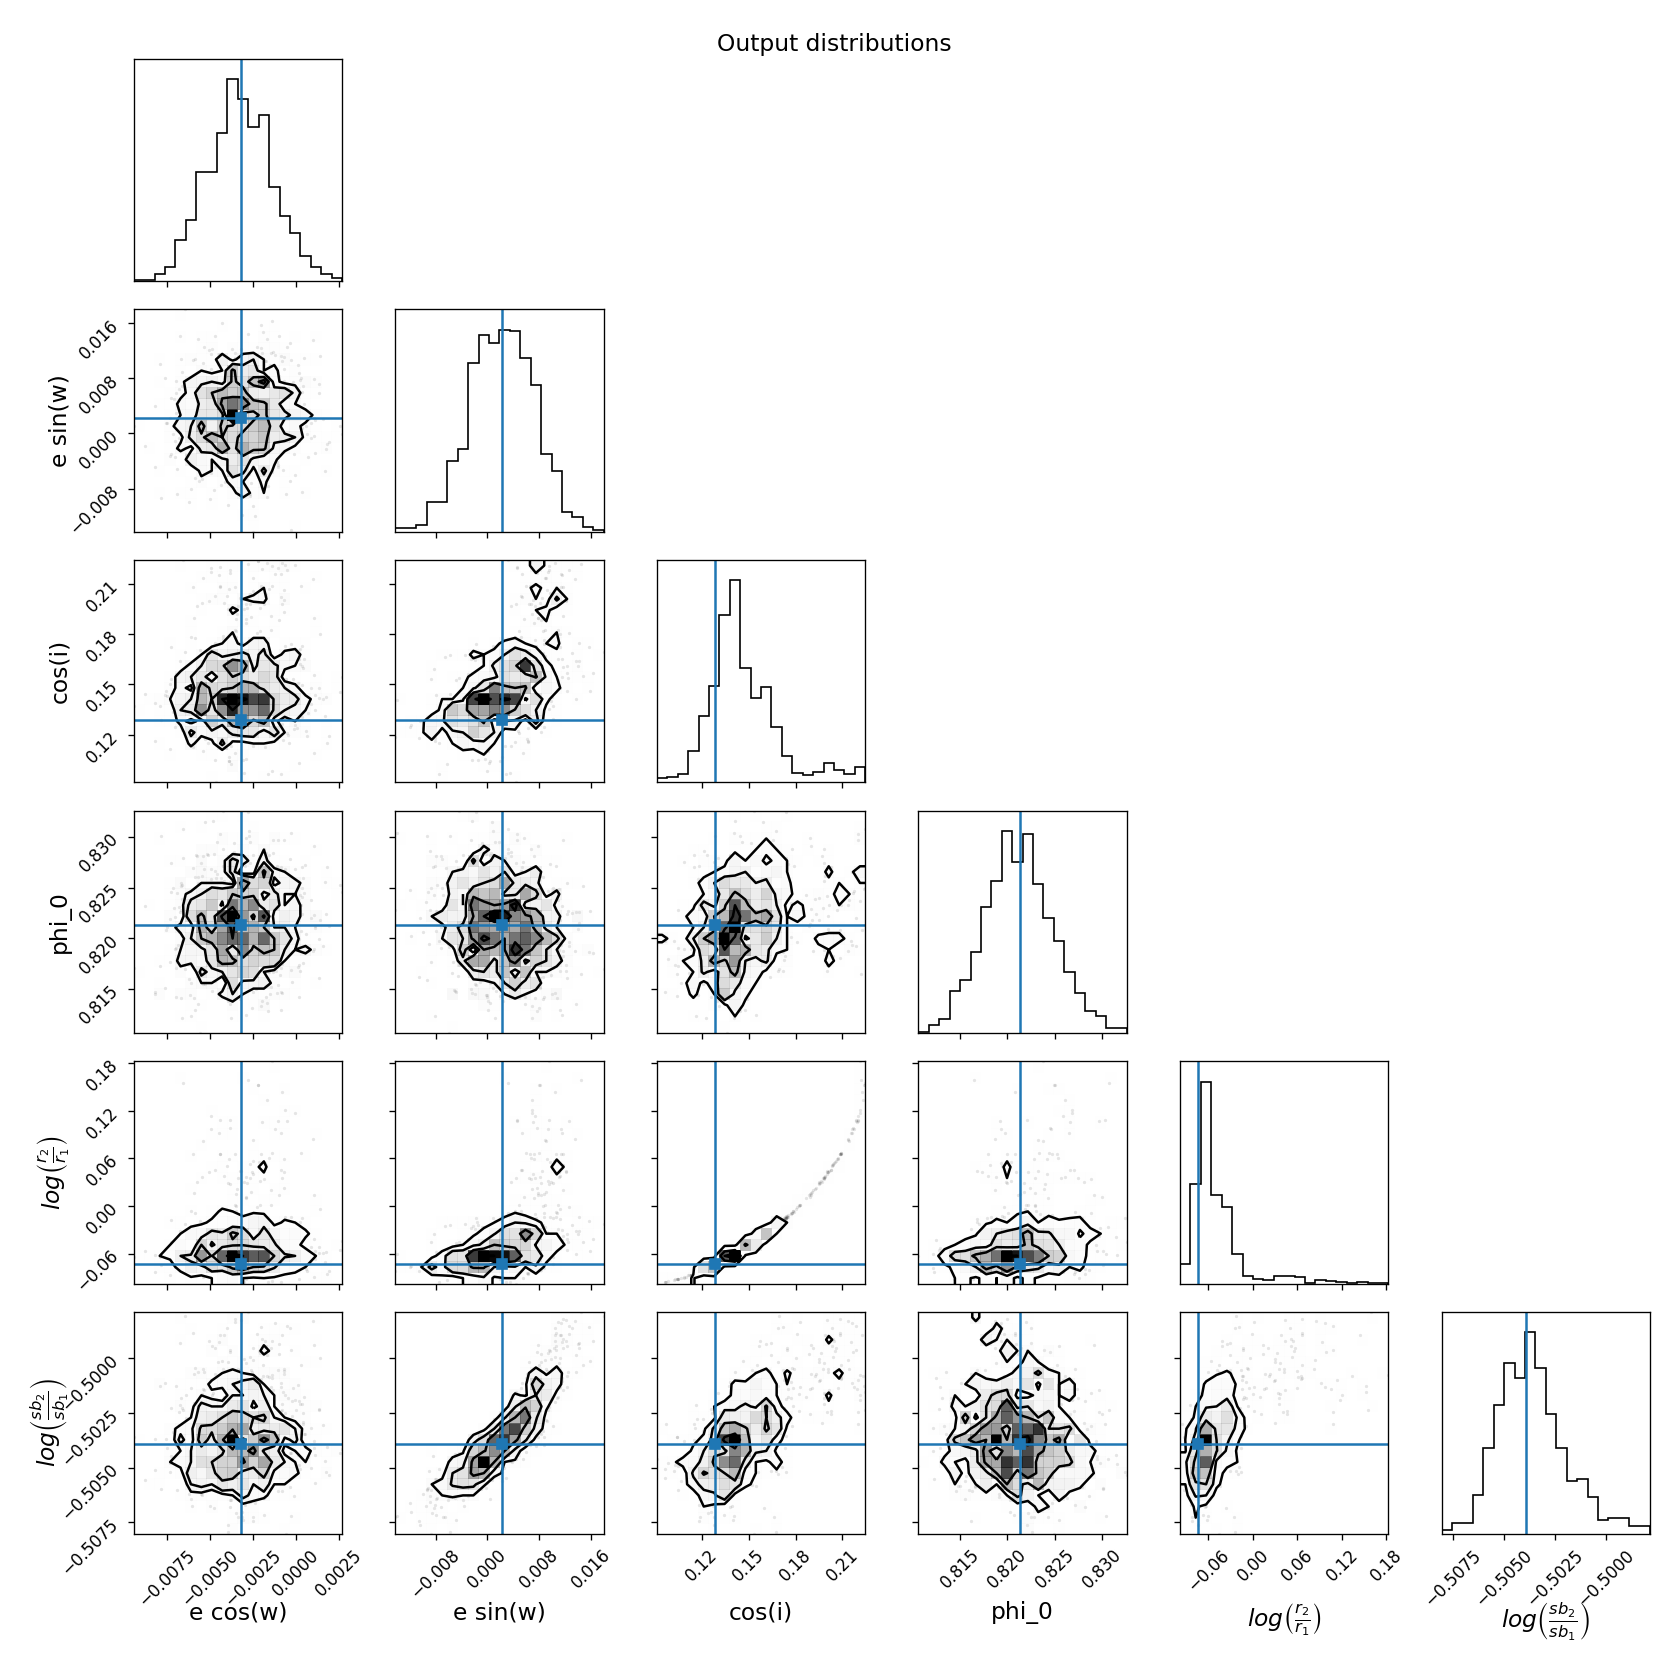 Output distributions
0.016
0.008
0.000
−0.008
e sin(w)
0.21
0.18
0.15
0.12
cos(i)
0.830
0.825
0.820
0.815
phi_0
0.18
0.12
0.06
0.00
−0.06
log(r2/r1)
−0.5000
−0.5025
−0.5050
−0.5075
log(sb2/sb1)
−0.0075 −0.0050 −0.0025 0.0000 0.0025
−0.008 0.000 0.008 0.016
0.12 0.15 0.18 0.21
0.815 0.820 0.825 0.830
−0.06 0.00 0.06 0.12 0.18
−0.5075 −0.5050 −0.5025 −0.5000
e cos(w) e sin(w) cos(i) phi_0 log(r2/r1) log(sb2/sb1)